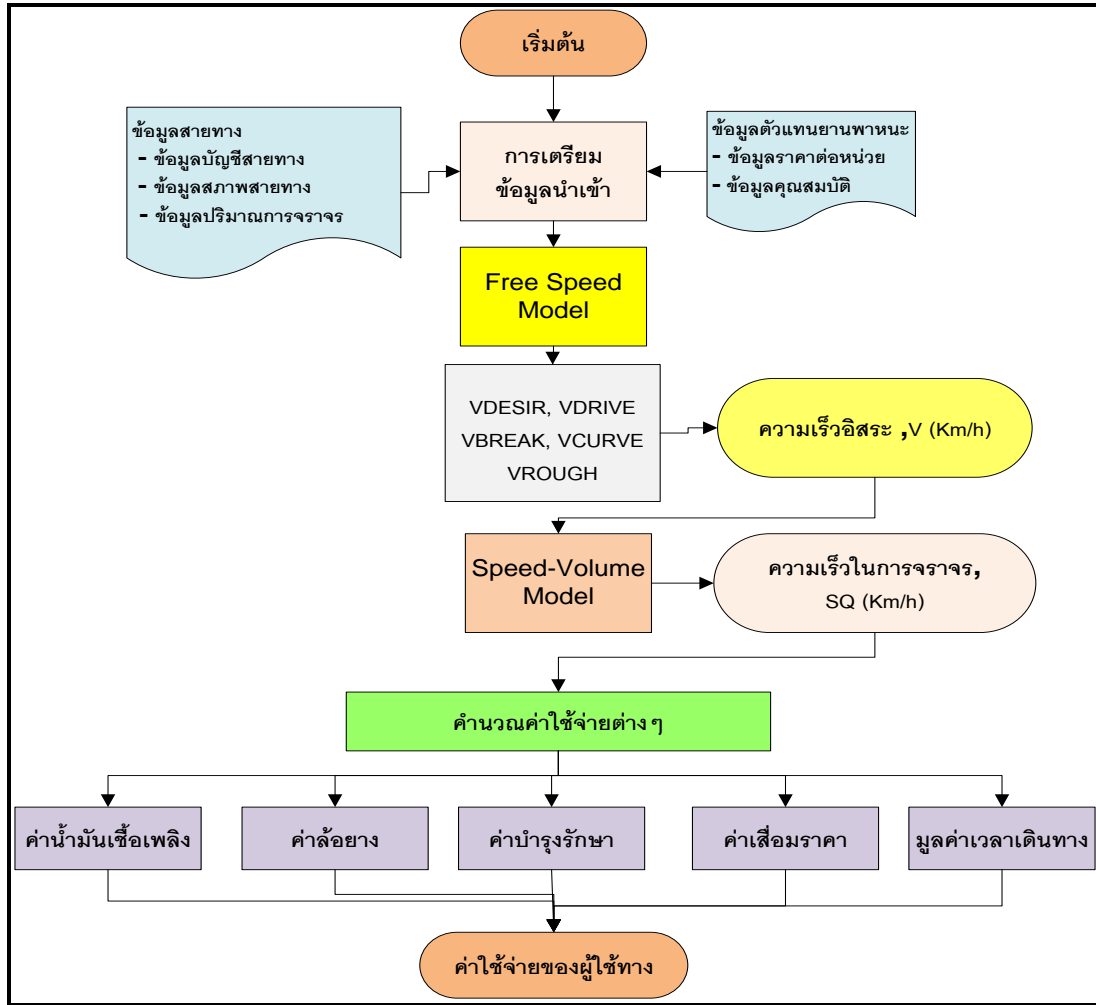 เริ่มต้น
ข้อมูลสายทาง
- ข้อมูลบัญชีสายทาง
- ข้อมูลสภาพสายทาง
- ข้อมูลปริมาณการจราจร
การเตรียม
ข้อมูลนำเข้า
ข้อมูลตัวแทนยานพาหนะ
- ข้อมูลราคาต่อหน่วย
- ข้อมูลคุณสมบัติ
Free Speed
Model
VDESIR, VDRIVE
VBREAK, VCURVE
VROUGH
ความเร็วอิสระ ,V (Km/h)
Speed-Volume
Model
ความเร็วในการจราจร,
SQ (Km/h)
คำนวณค่าใช้จ่ายต่างๆ
ค่าน้ำมันเชื้อเพลิง
ค่าล้อยาง
ค่าบำรุงรักษา
ค่าเสื่อมราคา
มูลค่าเวลาเดินทาง
ค่าใช้จ่ายของผู้ใช้ทาง